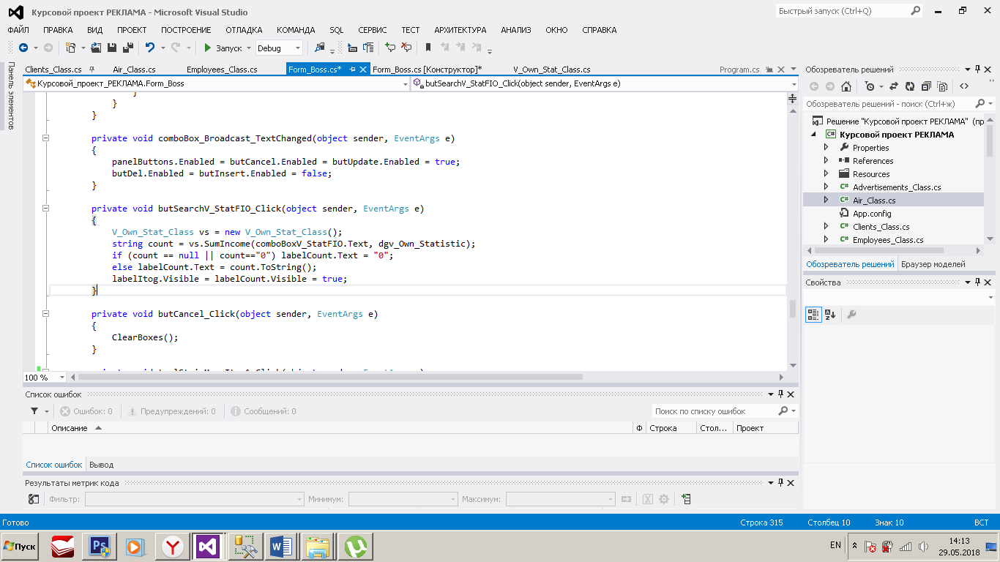 Курсовой проект РЕКЛАМА - Microsoft Visual Studio
Быстрый запуск (Ctrl+Q)
ФАЙЛ ПРАВКА ВИД ПРОЕКТ ПОСТРОЕНИЕ ОТЛАДКА КОМАНДА SQL СЕРВИС ТЕСТ АРХИТЕКТУРА АНАЛИЗ ОКНО СПРАВКА
Запуск Debug
Панель элементов
Clients_Class.cs Air_Class.cs Employees_Class.cs Form_Boss.cs* Form_Boss.cs [Конструктор]* V_Own_Stat_Class.cs Program.cs
Курсовой_проект_РЕКЛАМА.Form_Boss butSearchV_StatFIO_Click(object sender, EventArgs e)
}
}
private void comboBox_Broadcast_TextChanged(object sender, EventArgs e)
{
panelButtons.Enabled = butCancel.Enabled = butUpdate.Enabled = true;
butDel.Enabled = butInsert.Enabled = false;
}
private void butSearchV_StatFIO_Click(object sender, EventArgs e)
{
V_Own_Stat_Class vs = new V_Own_Stat_Class();
string count = vs.SumIncome(comboBoxV_StatFIO.Text, dgv_Own_Statistic);
if (count == null || count=="0") labelCount.Text = "0";
else labelCount.Text = count.ToString();
labelItog.Visible = labelCount.Visible = true;
}
private void butCancel_Click(object sender, EventArgs e)
{
ClearBoxes();
}
100 %
Обозреватель решений
Обозреватель решений - поиск (Ctrl+ж)
Решение "Курсовой проект РЕКЛАМА" (пр
Курсовой проект РЕКЛАМА
Properties
References
Resources
Advertisements_Class.cs
Air_Class.cs
App.config
Clients_Class.cs
Employees_Class.cs
Обозреватель решений Браузер моделей
Свойства
Список ошибок
Ошибок: 0 Предупреждений: 0 Сообщений: 0 Поиск по списку ошибок
Описание Ф Строка Стол... Проект
Список ошибок Вывод
Результаты метрик кода
Фильтр: Минимум: Максимум:
Готово Строка 315 Столбец 10 Знак 10 ВСТ
Пуск EN 14:13
29.05.2018